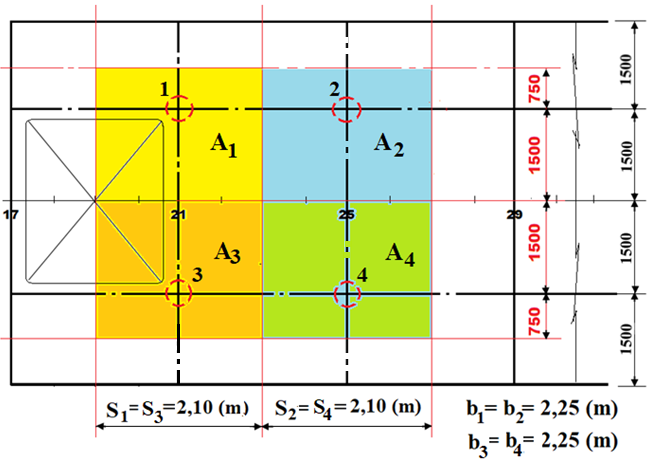 1
2
750
1500
A1
A2
1500
1500
17
21
25
29
A3
A4
1500
1500
3
4
750
1500
S1= S3=2,10 (m)
S2= S4=2,10 (m)
b1= b2= 2,25 (m)
b3= b4= 2,25 (m)